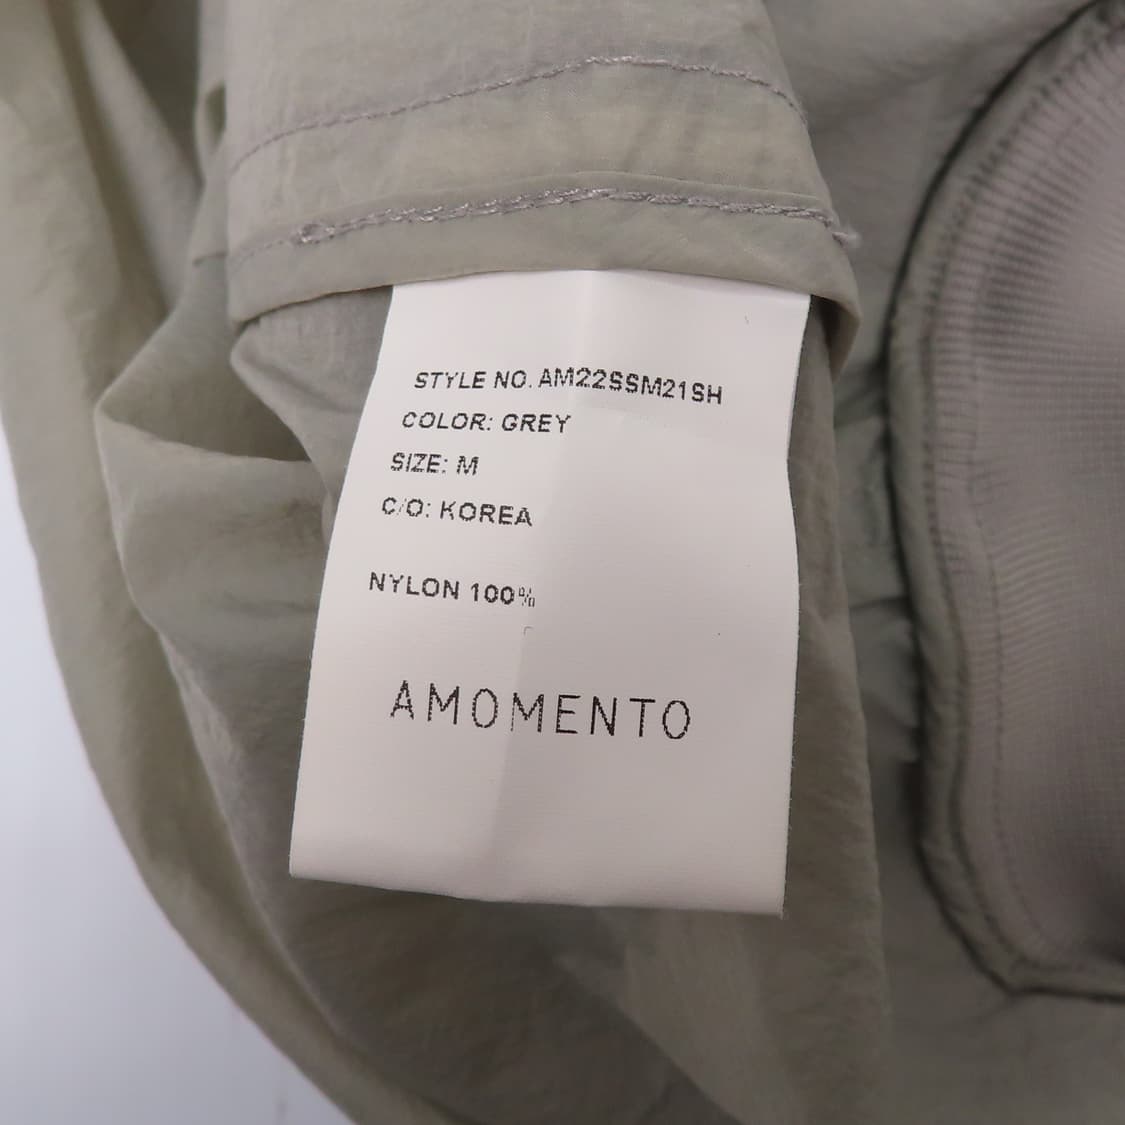 STYLE NO. AM22SSM21SH
COLOR: GREY
SIZE: M
C/O: KOREA
NYLON 100%
AMOMENTO